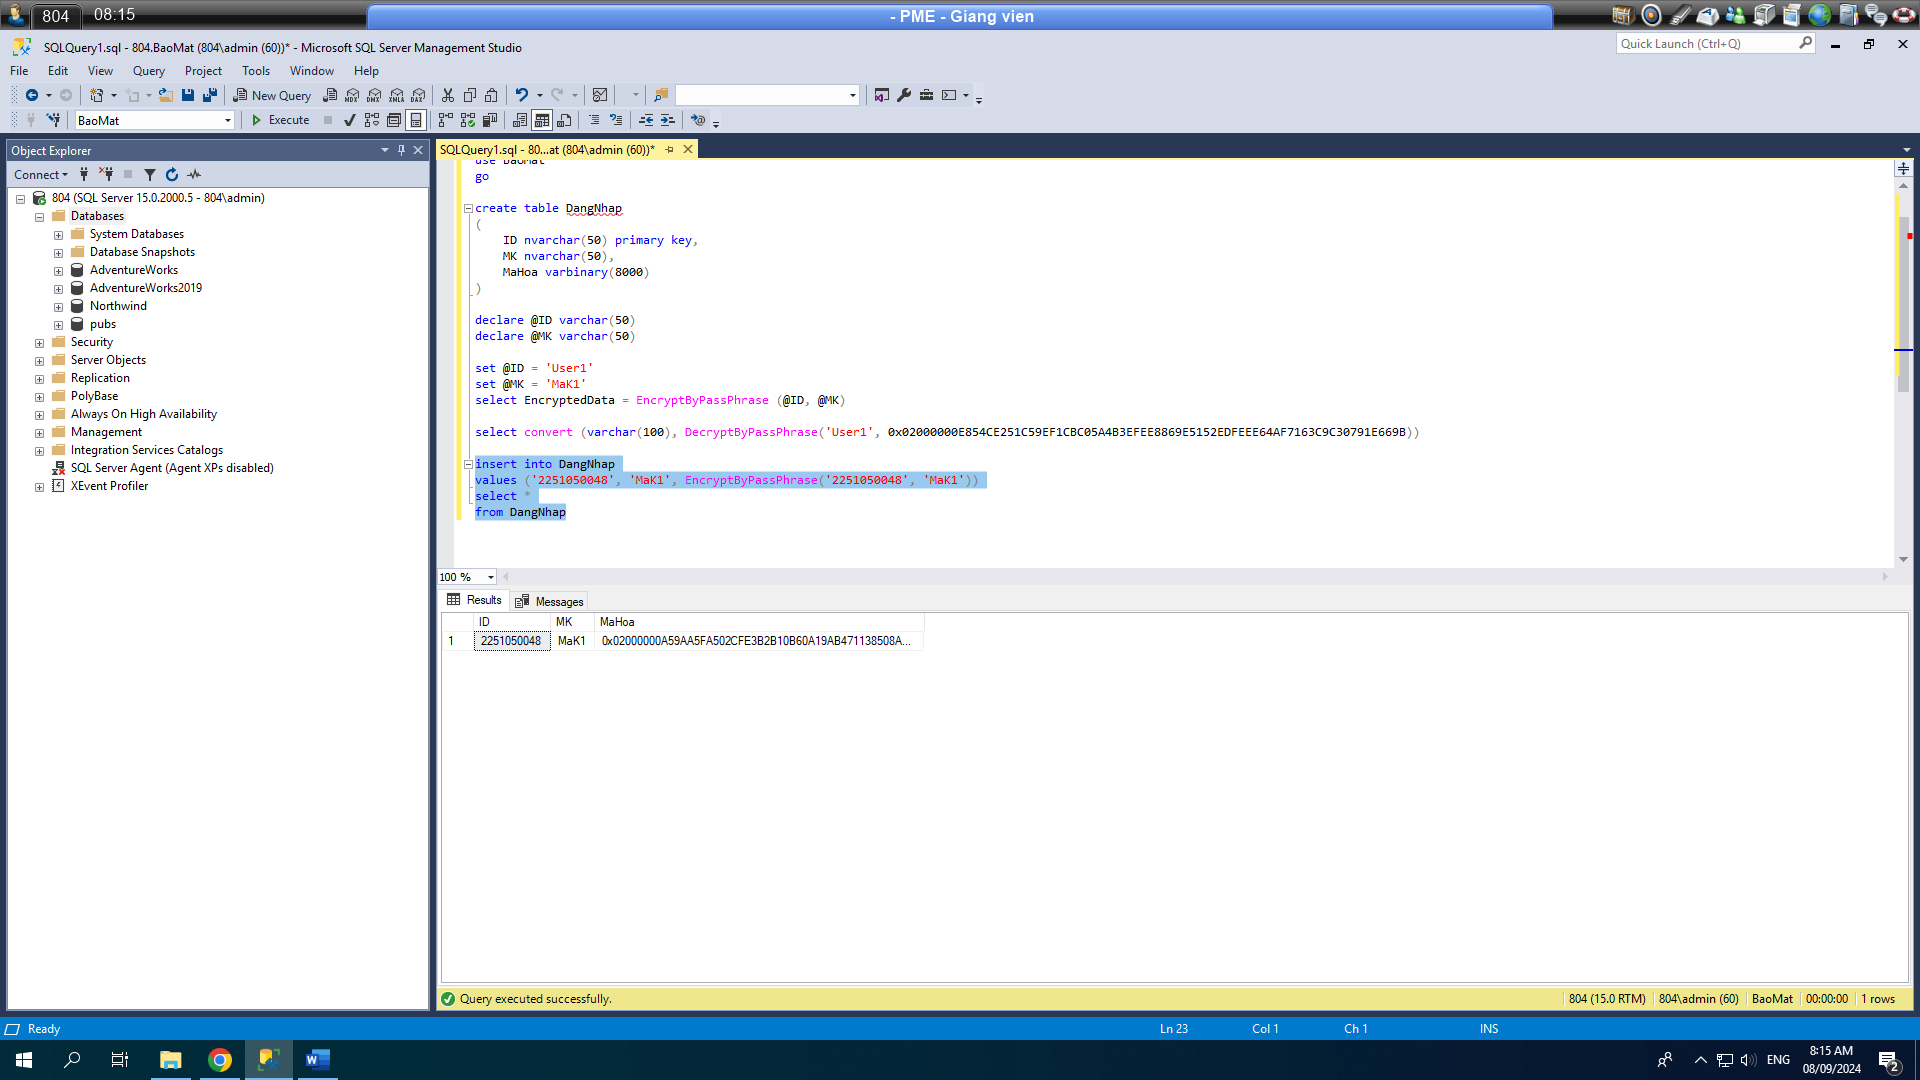 804
08:15
- PME - Giang vien
SQLQuery1.sql - 804.BaoMat (804\admin (60))* - Microsoft SQL Server Management Studio
Quick Launch (Ctrl+Q)
File Edit View Query Project Tools Window Help
New Query MDX DMX XMLA DAX
BaoMat Execute
Object Explorer
Connect
804 (SQL Server 15.0.2000.5 - 804\admin)
Databases
System Databases
Database Snapshots
AdventureWorks
AdventureWorks2019
Northwind
pubs
Security
Server Objects
Replication
PolyBase
Always On High Availability
Management
Integration Services Catalogs
SQL Server Agent (Agent XPs disabled)
XEvent Profiler
SQLQuery1.sql - 80...at (804\admin (60))*
use BaoMat
go
create table DangNhap
(
ID nvarchar(50) primary key,
MK nvarchar(50),
MaHoa varbinary(8000)
)
declare @ID varchar(50)
declare @MK varchar(50)
set @ID = 'User1'
set @MK = 'MaK1'
select EncryptedData = EncryptByPassPhrase (@ID, @MK)
select convert (varchar(100), DecryptByPassPhrase('User1', 0x02000000E854CE251C59EF1CBC05A4B3EFEE8869E5152EDFEEE64AF7163C9C30791E669B))
insert into DangNhap
values ('2251050048', 'MaK1', EncryptByPassPhrase('2251050048', 'MaK1'))
select *
from DangNhap
100 %
Results Messages
ID MK MaHoa
1 2251050048 MaK1 0x02000000A59AA5FA502CFE3B2B10B60A19AB471138508A...
Query executed successfully.
804 (15.0 RTM) 804\admin (60) BaoMat 00:00:00 1 rows
Ready
Ln 23 Col 1 Ch 1 INS
ENG
8:15 AM
08/09/2024
2